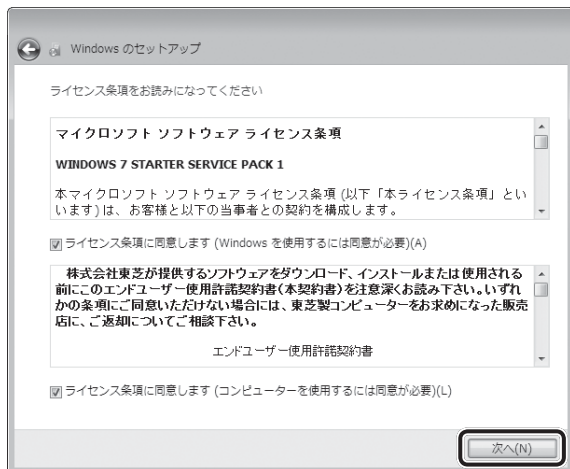 Windows のセットアップ
ライセンス条項をお読みになってください
マイクロソフト ソフトウェア ライセンス条項
WINDOWS 7 STARTER SERVICE PACK 1
本マイクロソフト ソフトウェア ライセンス条項 (以下「本ライセンス条項」とい
います) は、お客様と以下の当事者との契約を構成します。
ライセンス条項に同意します (Windows を使用するには同意が必要)(A)
株式会社東芝が提供するソフトウェアをダウンロード、インストールまたは使用される
前にこのエンドユーザー使用許諾契約書(本契約書)を注意深くお読み下さい。いずれ
かの条項にご同意いただけない場合には、東芝製コンピューターをお求めになった販売
店に、ご返却についてご相談下さい。
エンドユーザー使用許諾契約書
ライセンス条項に同意します (コンピューターを使用するには同意が必要)(L)
次へ(N)